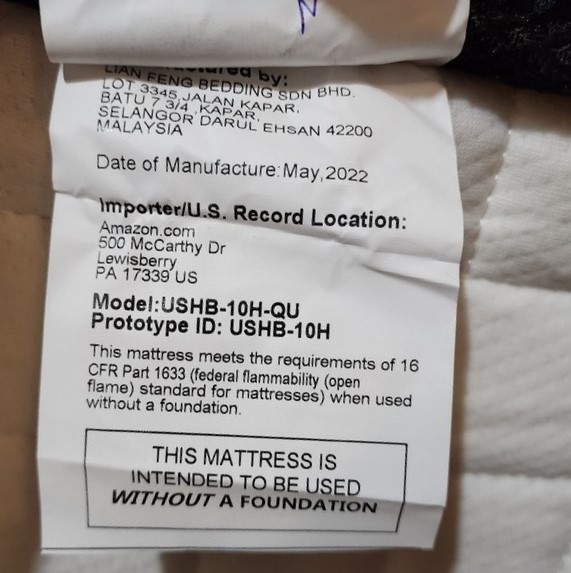 Manufactured by:
LIAN FENG BEDDING SDN BHD.
LOT 3345, JALAN KAPAR,
BATU 7 3/4, KAPAR,
SELANGOR DARUL EHSAN 42200
MALAYSIA
Date of Manufacture:May,2022
Importer/U.S. Record Location:
Amazon.com
500 McCarthy Dr
Lewisberry
PA 17339 US
Model:USHB-10H-QU
Prototype ID: USHB-10H
This mattress meets the requirements of 16
CFR Part 1633 (federal flammability (open
flame) standard for mattresses) when used
without a foundation.
THIS MATTRESS IS
INTENDED TO BE USED
WITHOUT A FOUNDATION